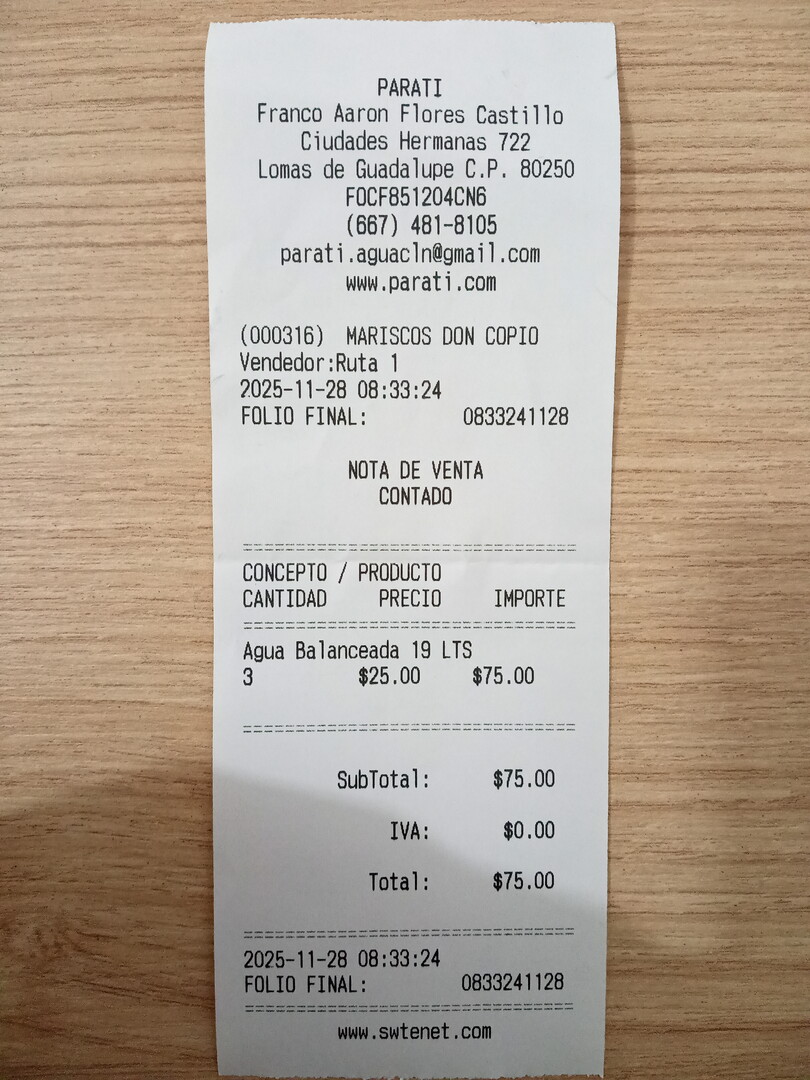 PARATI
Franco Aaron Flores Castillo
Ciudades Hermanas 722
Lomas de Guadalupe C.P. 80250
FOCF851204CN6
(667) 481-8105
parati.aguacln@gmail.com
www.parati.com
(000316) MARISCOS DON COPIO
Vendedor:Ruta 1
2025-11-28 08:33:24
FOLIO FINAL: 0833241128
NOTA DE VENTA
CONTADO
CONCEPTO / PRODUCTO
CANTIDAD PRECIO IMPORTE
Agua Balanceada 19 LTS
3 $25.00 $75.00
SubTotal: $75.00
IVA: $0.00
Total: $75.00
2025-11-28 08:33:24
FOLIO FINAL: 0833241128
www.swtenet.com